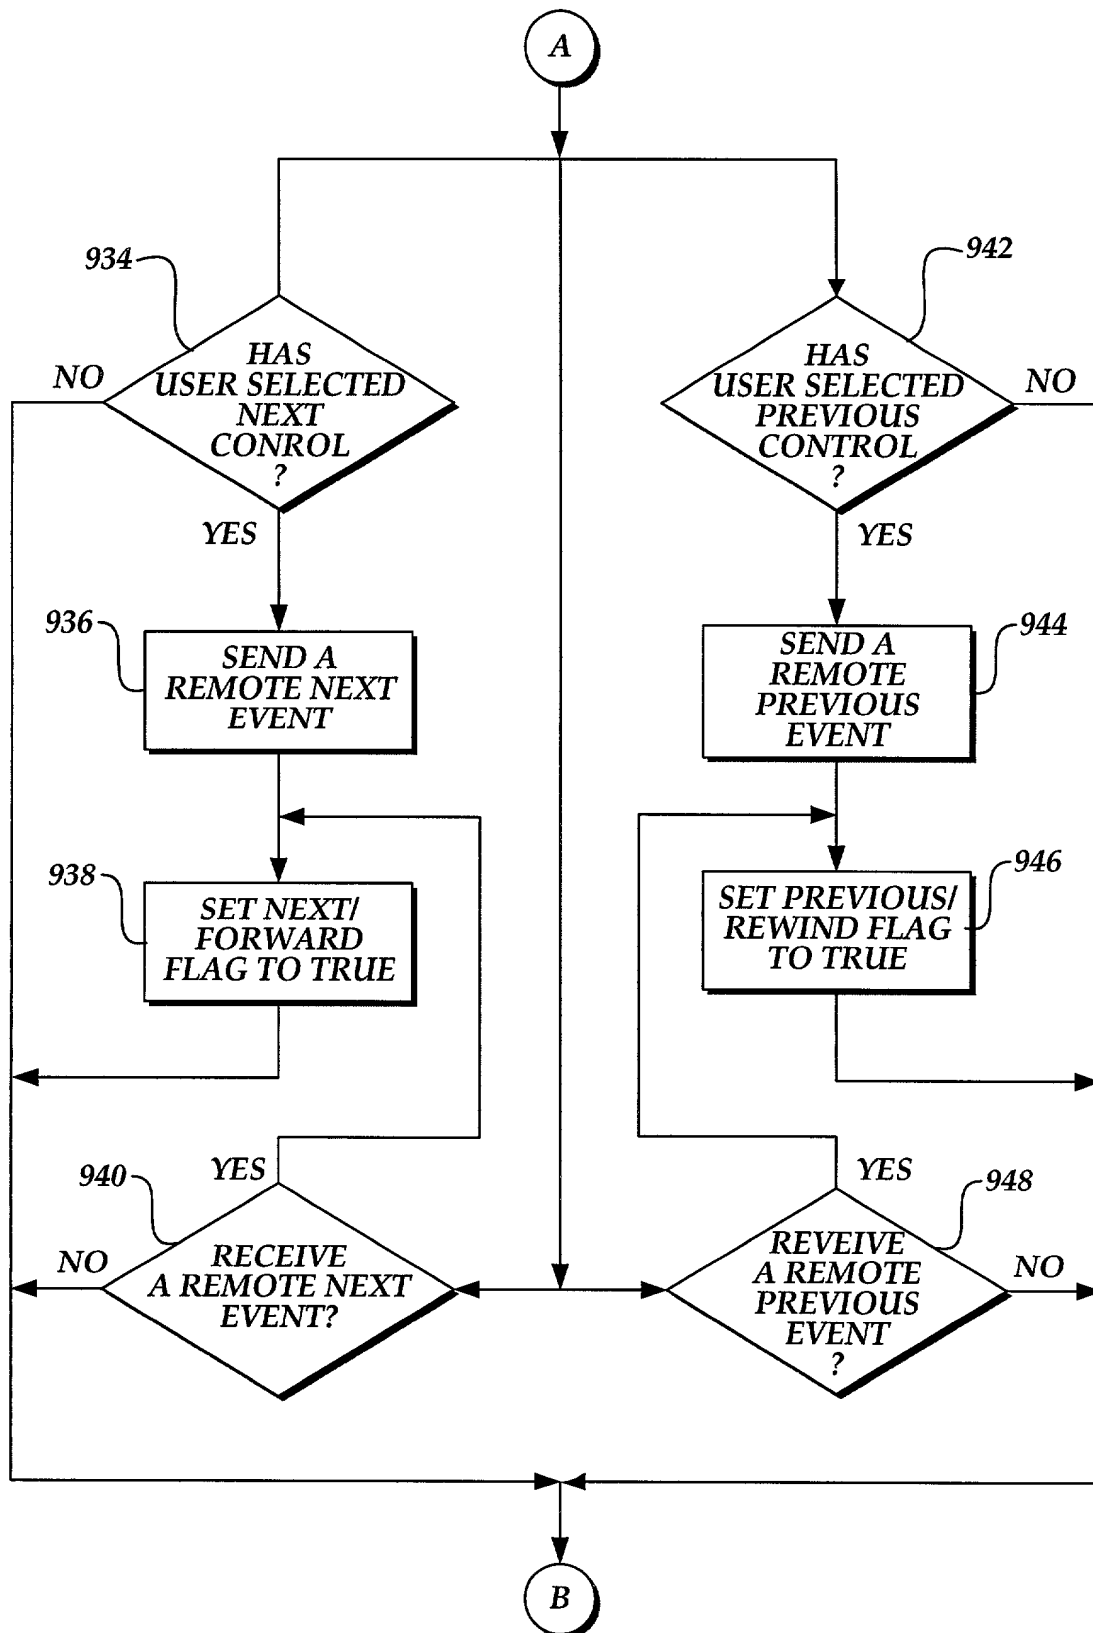 A
934
HAS
USER SELECTED
NEXT
CONROL
?
NO
YES
942
HAS
USER SELECTED
PREVIOUS
CONTROL
?
NO
YES
936
SEND A
REMOTE NEXT
EVENT
944
SEND A
REMOTE
PREVIOUS
EVENT
938
SET NEXT/
FORWARD
FLAG TO TRUE
946
SET PREVIOUS/
REWIND FLAG
TO TRUE
940
YES
NO
RECEIVE
A REMOTE NEXT
EVENT?
948
YES
NO
REVEIVE
A REMOTE
PREVIOUS
EVENT
?
B